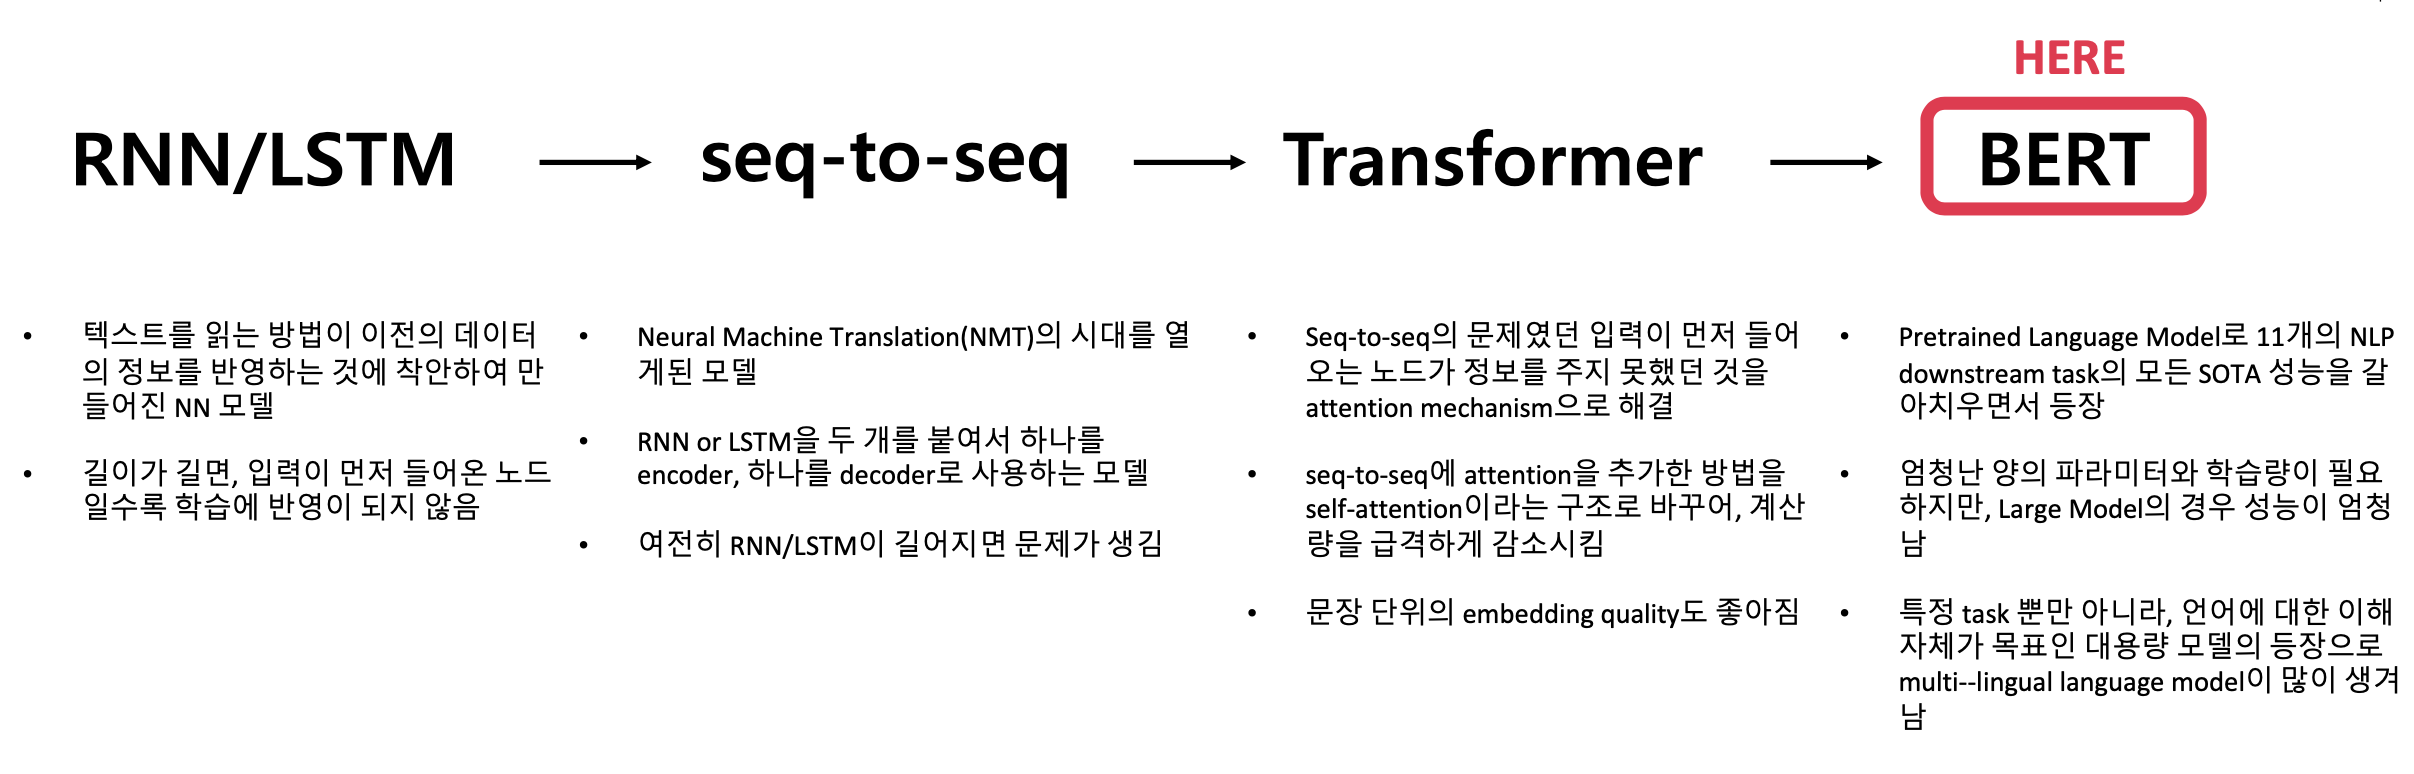 HERE
RNN/LSTM
seq-to-seq
Transformer
BERT
• 텍스트를 읽는 방법이 이전의 데이터
의 정보를 반영하는 것에 착안하여 만
들어진 NN 모델
• 길이가 길면, 입력이 먼저 들어온 노드
일수록 학습에 반영이 되지 않음
• Neural Machine Translation(NMT)의 시대를 열
게된 모델
• RNN or LSTM을 두 개를 붙여서 하나를
encoder, 하나를 decoder로 사용하는 모델
• 여전히 RNN/LSTM이 길어지면 문제가 생김
• Seq-to-seq의 문제였던 입력이 먼저 들어
오는 노드가 정보를 주지 못했던 것을
attention mechanism으로 해결
• seq-to-seq에 attention을 추가한 방법을
self-attention이라는 구조로 바꾸어, 계산
량을 급격하게 감소시킴
• 문장 단위의 embedding quality도 좋아짐
• Pretrained Language Model로 11개의 NLP
downstream task의 모든 SOTA 성능을 갈
아치우면서 등장
• 엄청난 양의 파라미터와 학습량이 필요
하지만, Large Model의 경우 성능이 엄청
남
• 특정 task 뿐만 아니라, 언어에 대한 이해
자체가 목표인 대용량 모델의 등장으로
multi--lingual language model이 많이 생겨
남